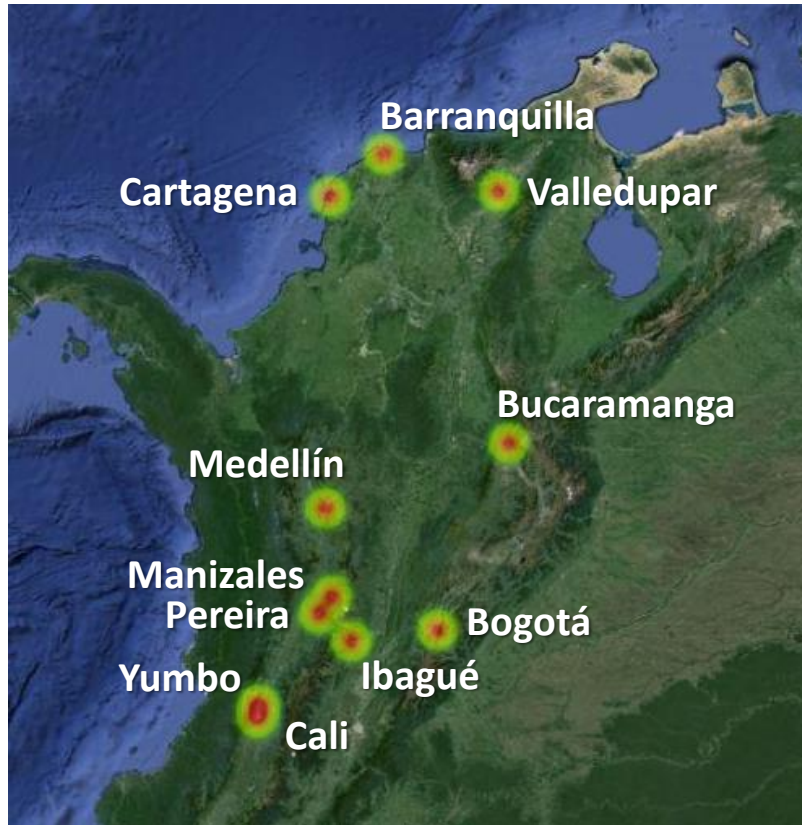 Barranquilla
Cartagena
Valledupar
Bucaramanga
Medellín
Manizales
Pereira
Bogotá
Ibagué
Yumbo
Cali